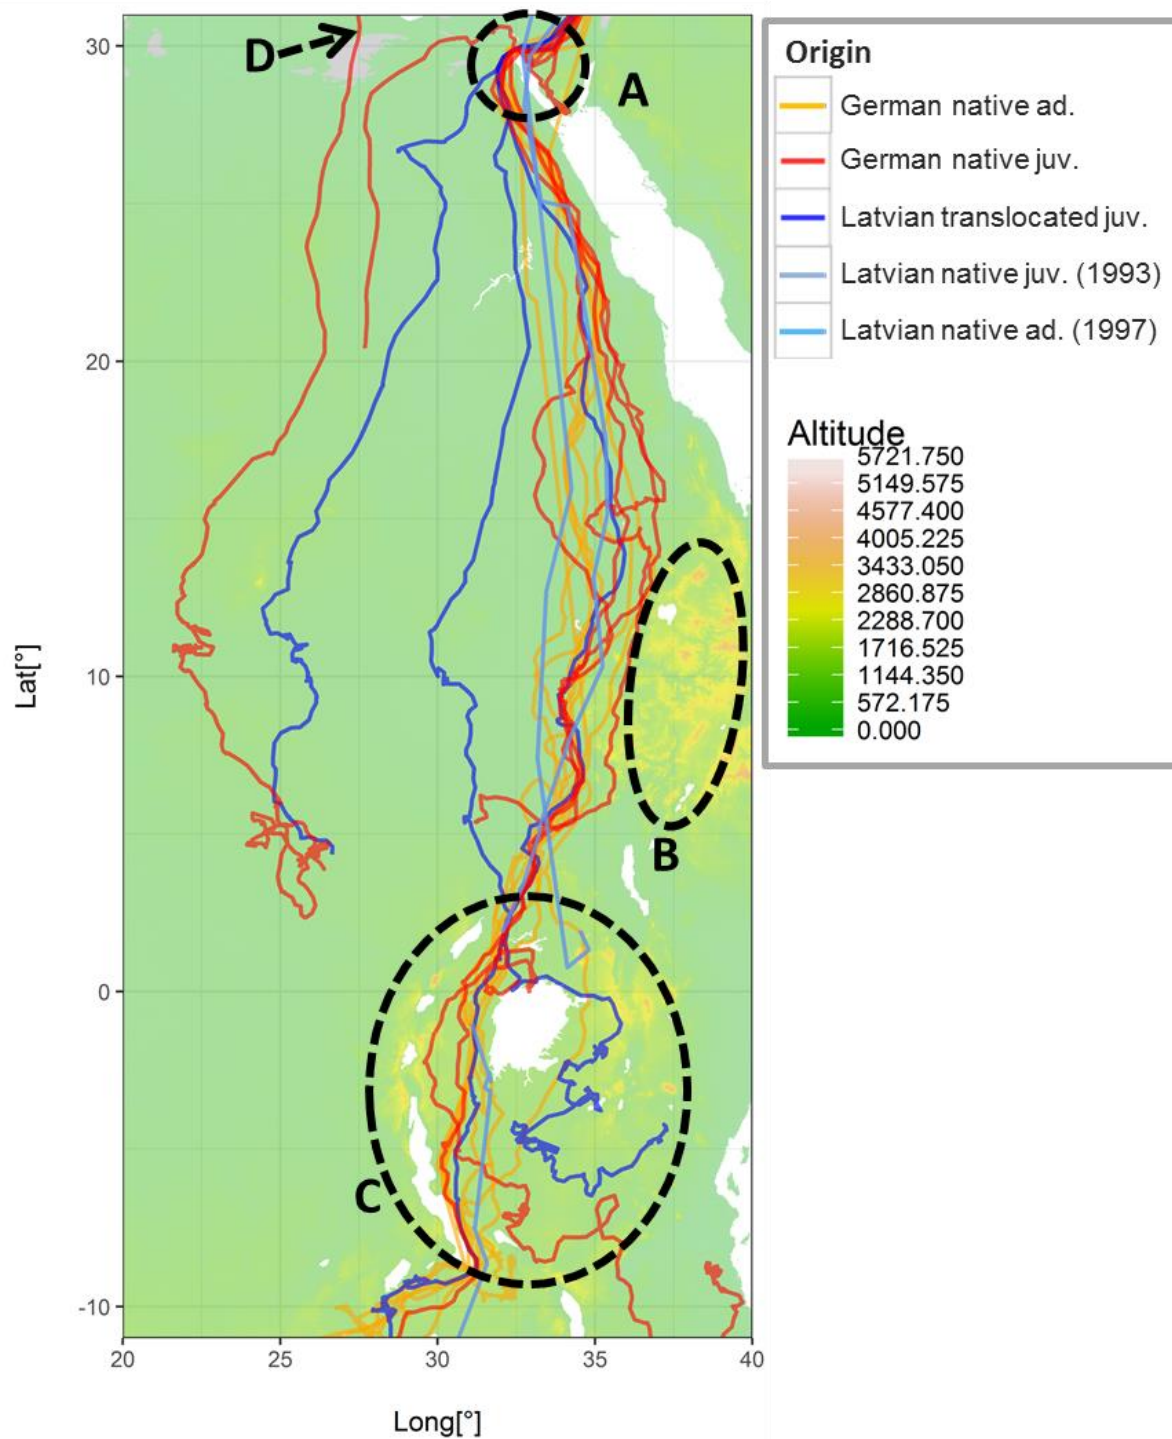 D
A
B
C
30
20
10
0
-10
Lat[°]
20
25
30
35
40
Long[°]
Origin
German native ad.
German native juv.
Latvian translocated juv.
Latvian native juv. (1993)
Latvian native ad. (1997)
Altitude
5721.750
5149.575
4577.400
4005.225
3433.050
2860.875
2288.700
1716.525
1144.350
572.175
0.000